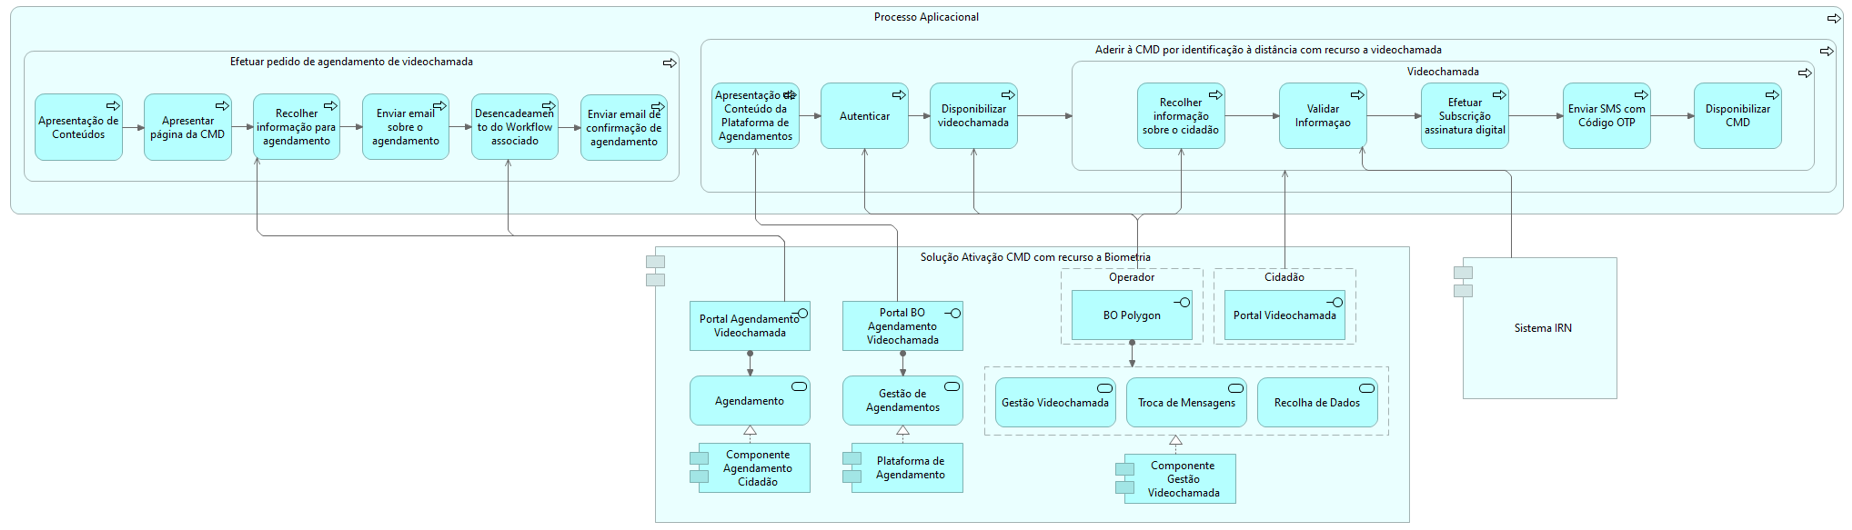 Processo Aplicacional
Efetuar pedido de agendamento de videochamada
Apresentação de
Conteúdos
Apresentar
página da CMD
Recolher
informação para
agendamento
Enviar email
sobre o
agendamento
Desencadeamen
to do Workflow
associado
Enviar email de
confirmação de
agendamento
Aderir à CMD por identificação à distância com recurso a videochamada
Apresentação de
Conteúdo da
Plataforma de
Agendamentos
Autenticar
Disponibilizar
videochamada
Videochamada
Recolher
informação
sobre o cidadão
Validar
Informaçao
Efetuar
Subscrição
assinatura digital
Enviar SMS com
Código OTP
Disponibilizar
CMD
Solução Ativação CMD com recurso a Biometria
Portal Agendamento
Videochamada
Portal BO
Agendamento
Videochamada
Operador
BO Polygon
Cidadão
Portal Videochamada
Sistema IRN
Agendamento
Gestão de
Agendamentos
Gestão Videochamada
Troca de Mensagens
Recolha de Dados
Componente
Agendamento
Cidadão
Plataforma de
Agendamento
Componente
Gestão
Videochamada